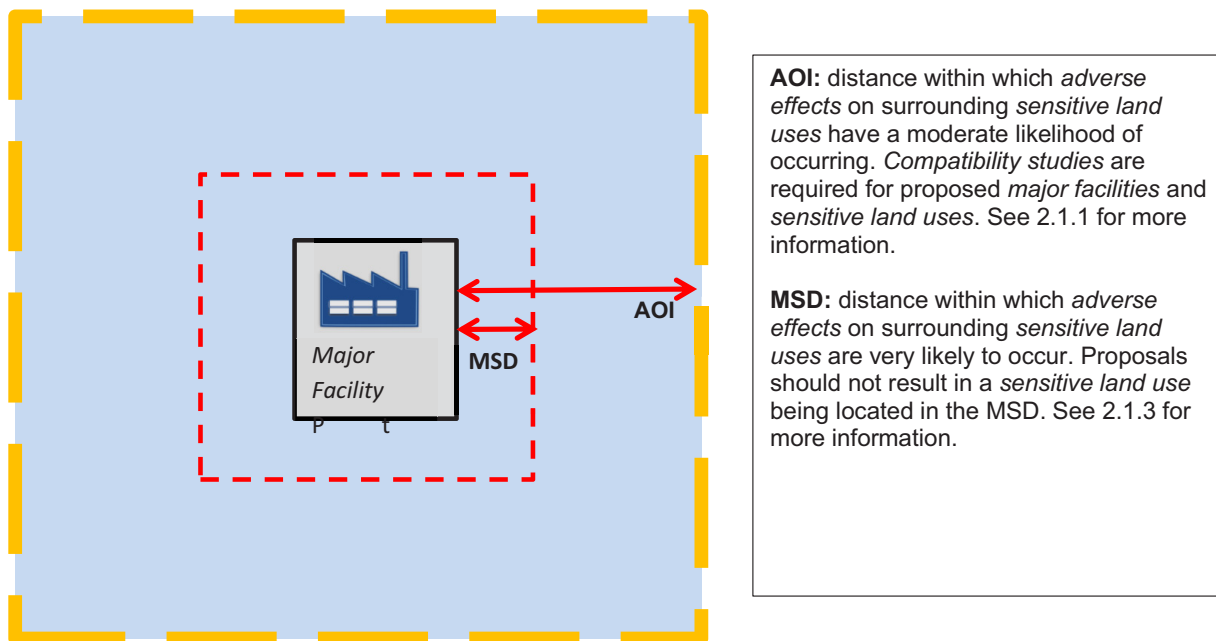 AOI
MSD
Major
Facility
P t
AOI: distance within which adverse
effects on surrounding sensitive land
uses have a moderate likelihood of
occurring. Compatibility studies are
required for proposed major facilities and
sensitive land uses. See 2.1.1 for more
information.
MSD: distance within which adverse
effects on surrounding sensitive land
uses are very likely to occur. Proposals
should not result in a sensitive land use
being located in the MSD. See 2.1.3 for
more information.